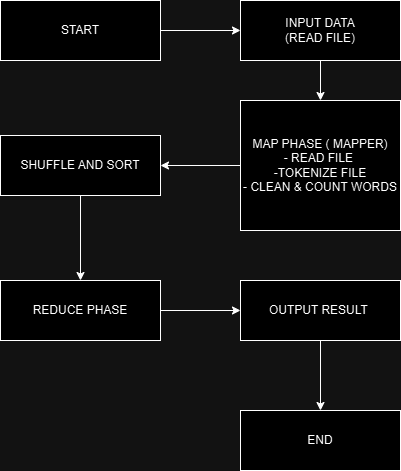 START
INPUT DATA
(READ FILE)
MAP PHASE ( MAPPER)
- READ FILE
-TOKENIZE FILE
- CLEAN & COUNT WORDS
SHUFFLE AND SORT
REDUCE PHASE
OUTPUT RESULT
END